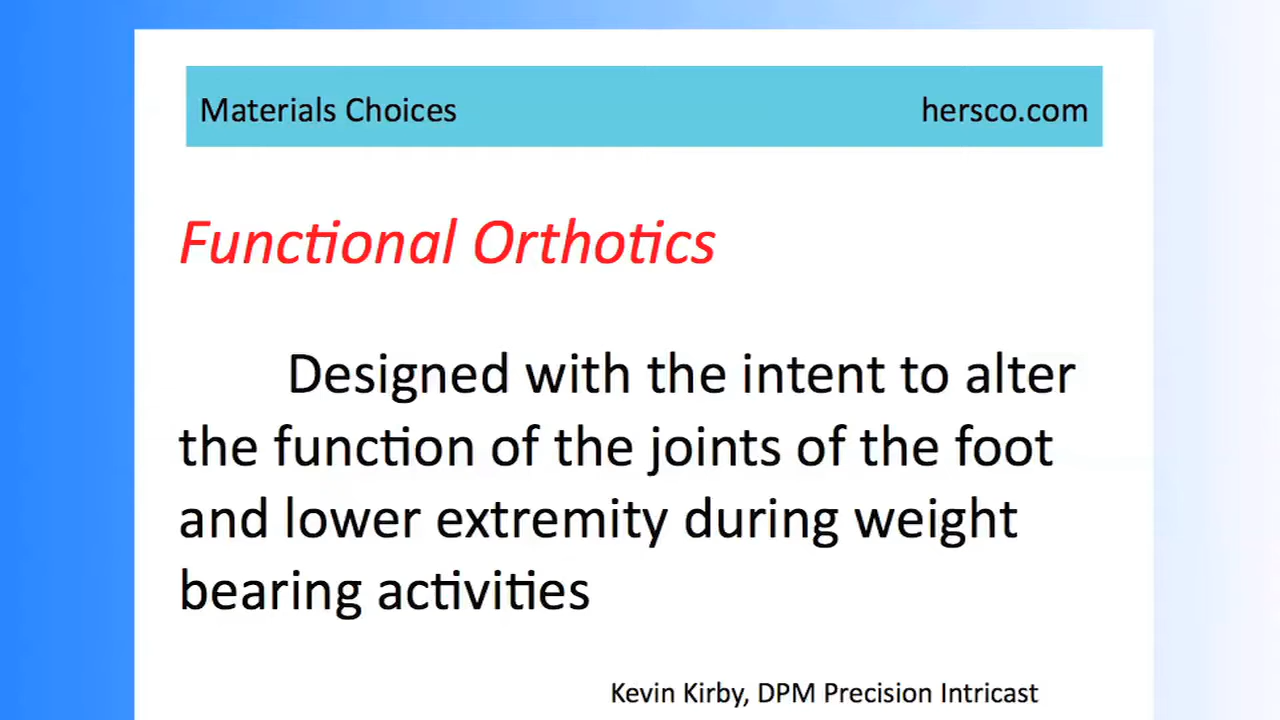 Materials Choices hersco.com
Functional Orthotics
Designed with the intent to alter
the function of the joints of the foot
and lower extremity during weight
bearing activities
Kevin Kirby, DPM Precision Intricast